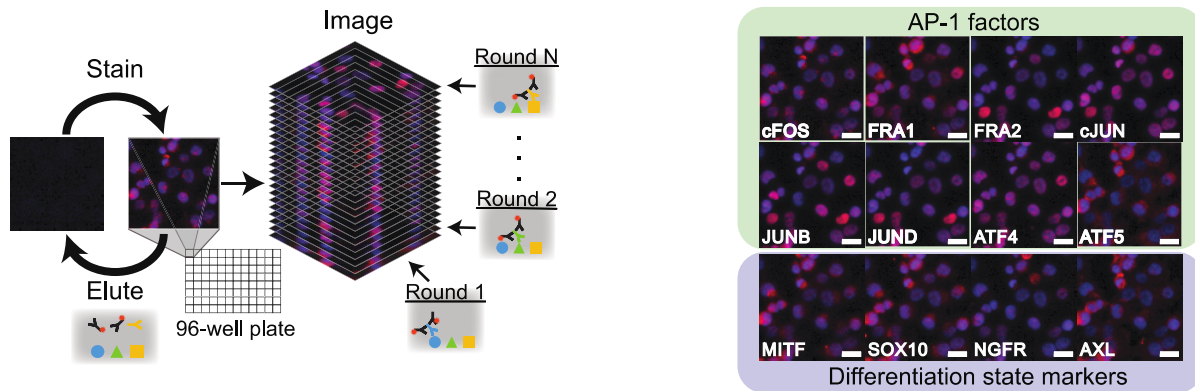 Image
Stain
Elute
96-well plate
Round N
Round 2
Round 1
AP-1 factors
cFOS
FRA1
FRA2
cJUN
JUNB
JUND
ATF4
ATF5
MITF
SOX10
NGFR
AXL
Differentiation state markers